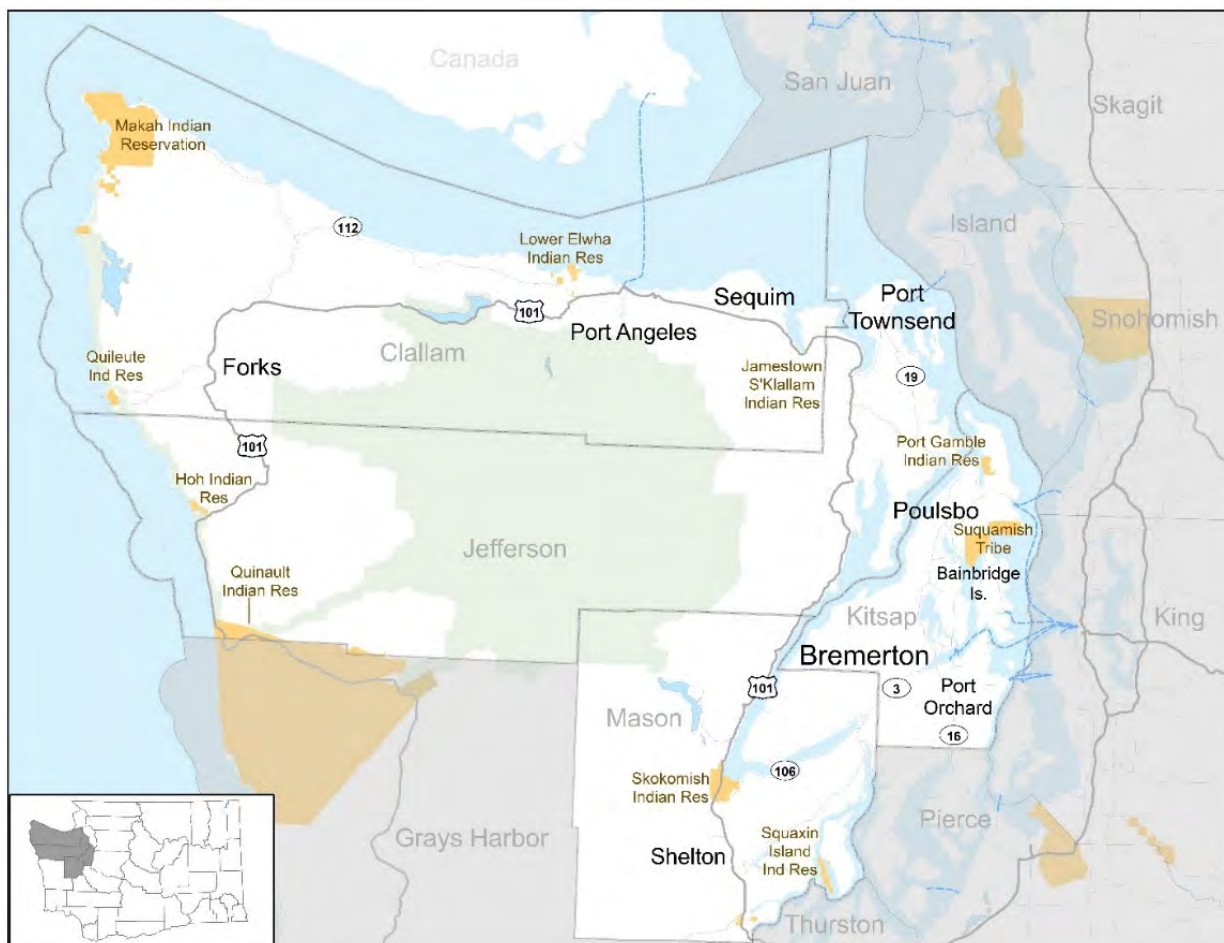 Canada
San Juan
Skagit
Makah Indian
Reservation
Island
112
Lower Elwha
Indian Res
Sequim
Port
Townsend
Snohomish
101
Port Angeles
Clallam
Forks
Quileute
Ind Res
Jamestown
S'Klallam
Indian Res
19
101
Port Gamble
Indian Res
Hoh Indian
Res
Poulsbo
Suquamish
Tribe
Jefferson
Bainbridge
Is.
Quinault
Indian Res
Kitsap
King
Bremerton
101
3
Port
Orchard
16
Mason
Skokomish
Indian Res
106
Pierce
Grays Harbor
Shelton
Squaxin
Island
Ind Res
Thurston